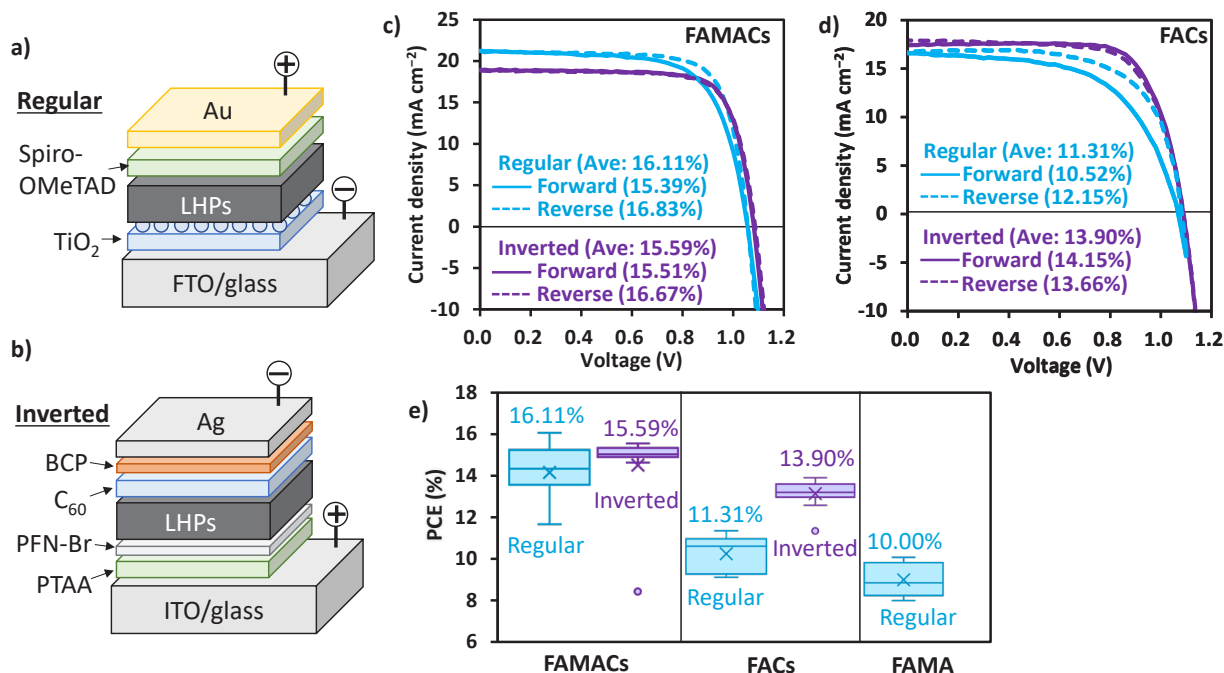 a)
Regular
+
Au
Spiro-
OMeTAD
LHPs
−
TiO2
FTO/glass
b)
Inverted
−
Ag
BCP
C60
LHPs
+
PFN-Br
PTAA
ITO/glass
c)
FAMACs
Current density (mA cm−2)
25
20
15
10
5
0
-5
-10
Regular (Ave: 16.11%)
Forward (15.39%)
Reverse (16.83%)
Inverted (Ave: 15.59%)
Forward (15.51%)
Reverse (16.67%)
0.0 0.2 0.4 0.6 0.8 1.0 1.2
Voltage (V)
d)
FACs
Current density (mA cm−2)
20
15
10
5
0
-5
-10
Regular (Ave: 11.31%)
Forward (10.52%)
Reverse (12.15%)
Inverted (Ave: 13.90%)
Forward (14.15%)
Reverse (13.66%)
0.0 0.2 0.4 0.6 0.8 1.0 1.2
Voltage (V)
e)
PCE (%)
18
16
14
12
10
8
6
16.11%
Regular
15.59%
Inverted
11.31%
Regular
13.90%
Inverted
10.00%
Regular
FAMACs FACs FAMA